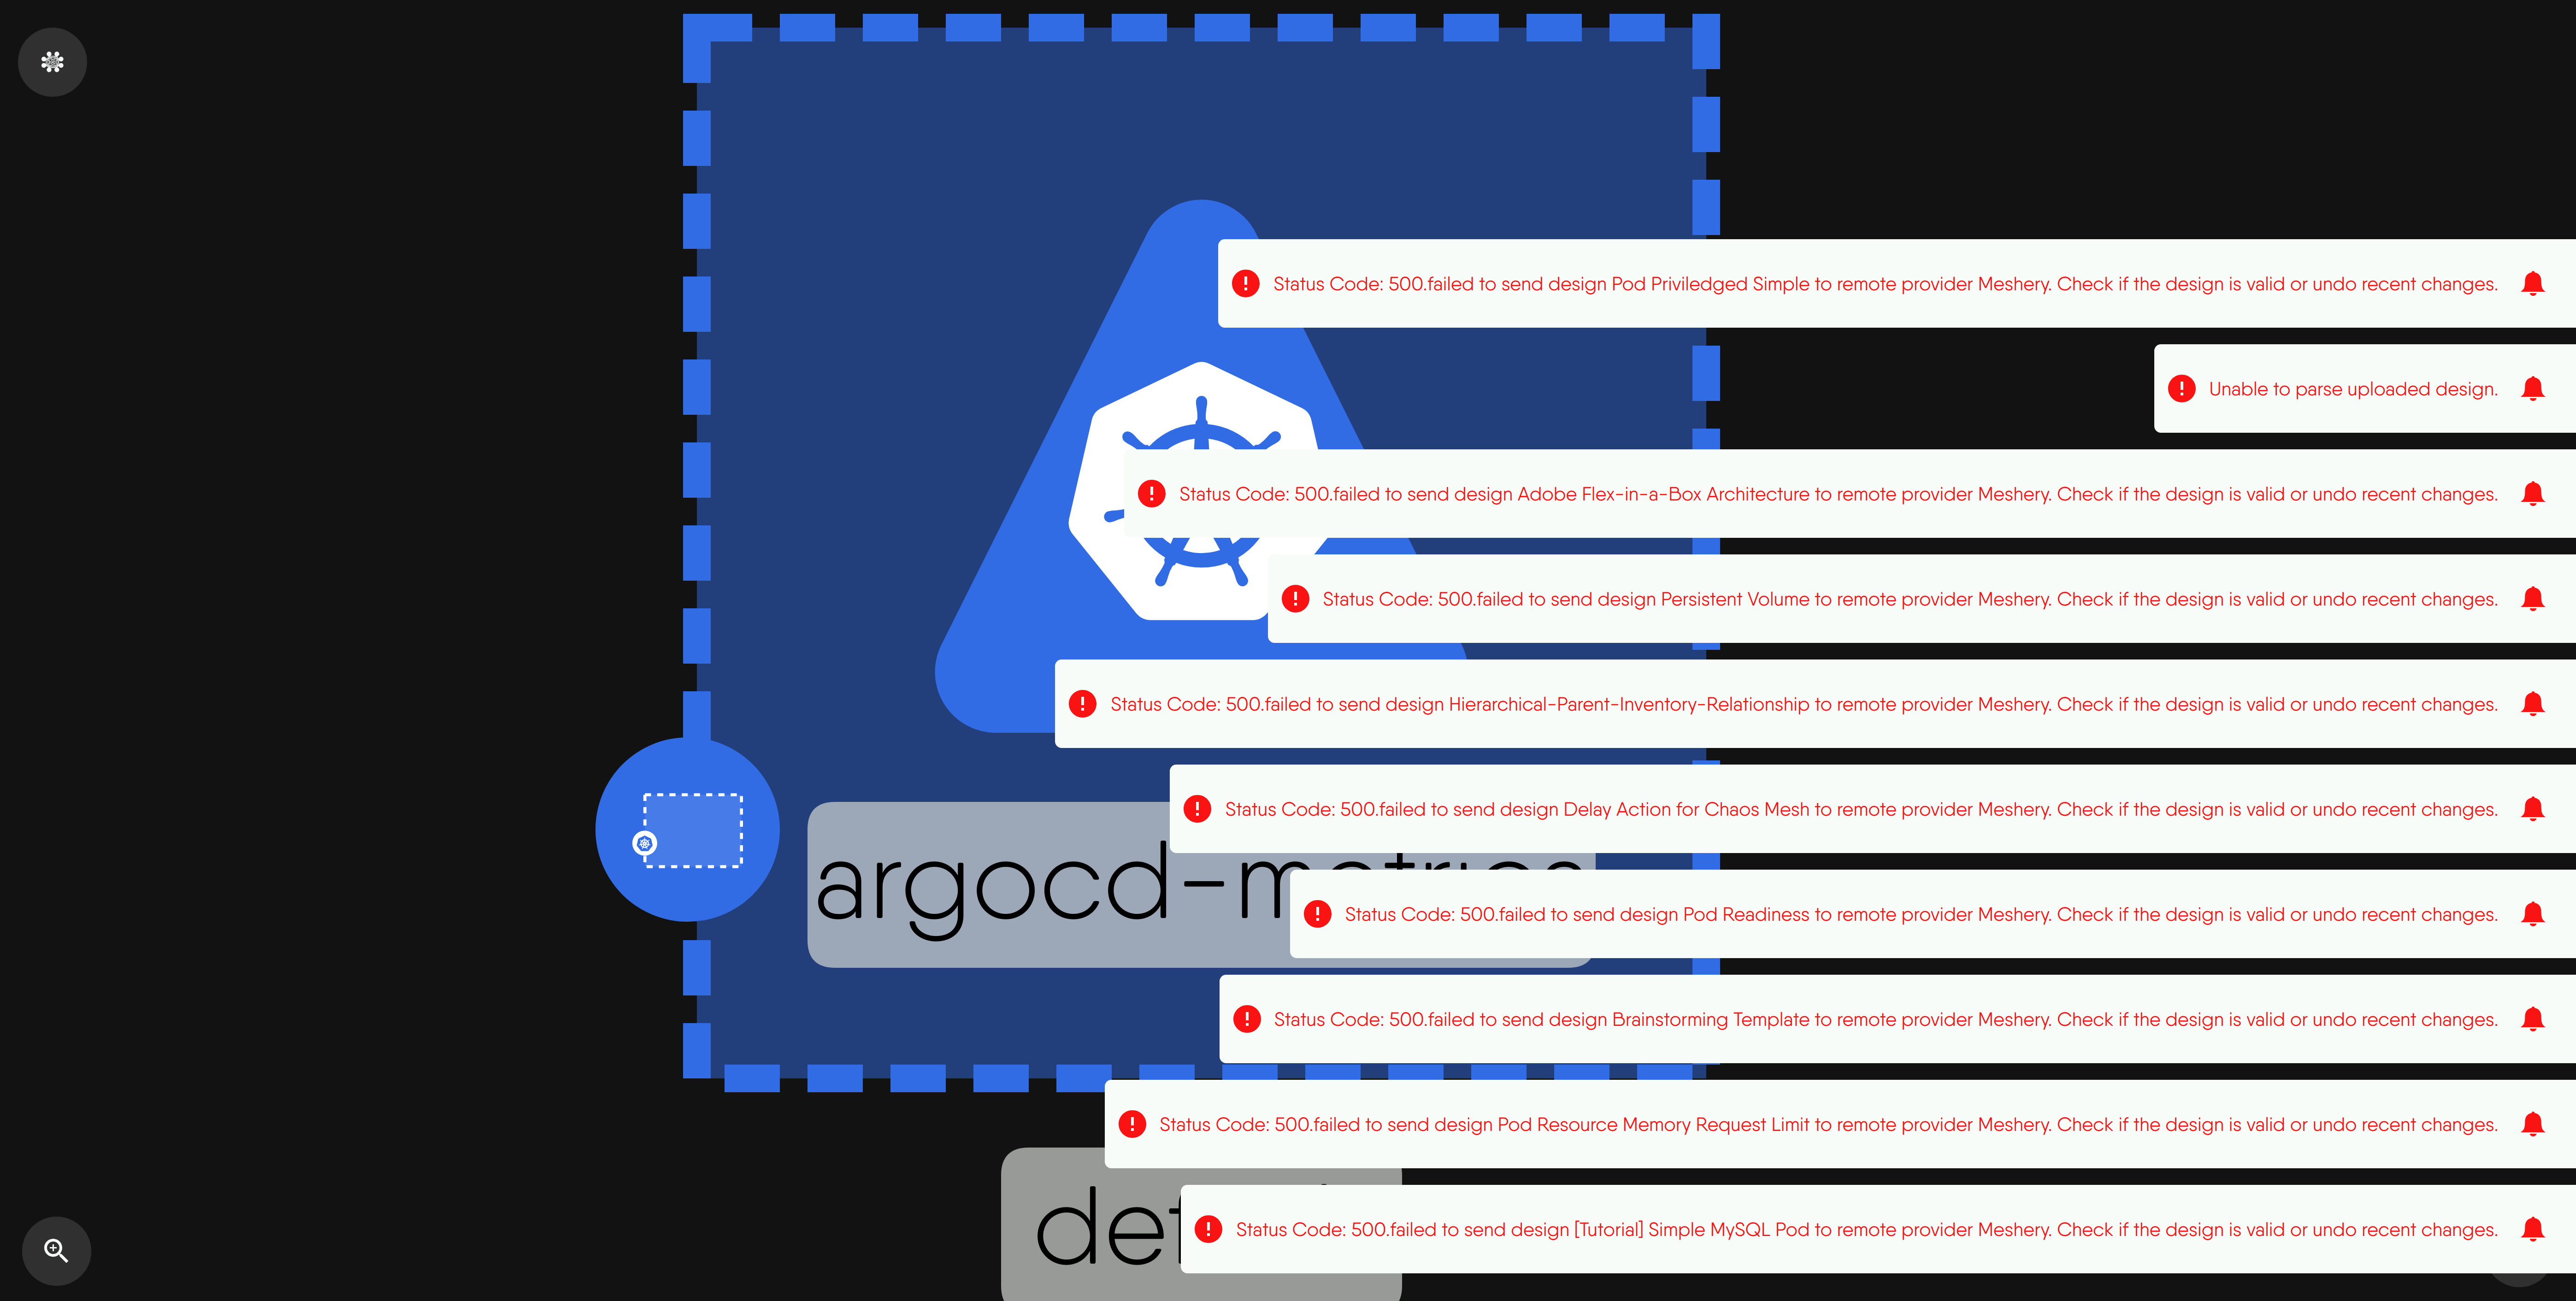 Status Code: 500.failed to send design Pod Priviledged Simple to remote provider Meshery. Check if the design is valid or undo recent changes.
Unable to parse uploaded design.
Status Code: 500.failed to send design Adobe Flex-in-a-Box Architecture to remote provider Meshery. Check if the design is valid or undo recent changes.
Status Code: 500.failed to send design Persistent Volume to remote provider Meshery. Check if the design is valid or undo recent changes.
Status Code: 500.failed to send design Hierarchical-Parent-Inventory-Relationship to remote provider Meshery. Check if the design is valid or undo recent changes.
Status Code: 500.failed to send design Delay Action for Chaos Mesh to remote provider Meshery. Check if the design is valid or undo recent changes.
argocd-metrics
Status Code: 500.failed to send design Pod Readiness to remote provider Meshery. Check if the design is valid or undo recent changes.
Status Code: 500.failed to send design Brainstorming Template to remote provider Meshery. Check if the design is valid or undo recent changes.
Status Code: 500.failed to send design Pod Resource Memory Request Limit to remote provider Meshery. Check if the design is valid or undo recent changes.
Status Code: 500.failed to send design [Tutorial] Simple MySQL Pod to remote provider Meshery. Check if the design is valid or undo recent changes.